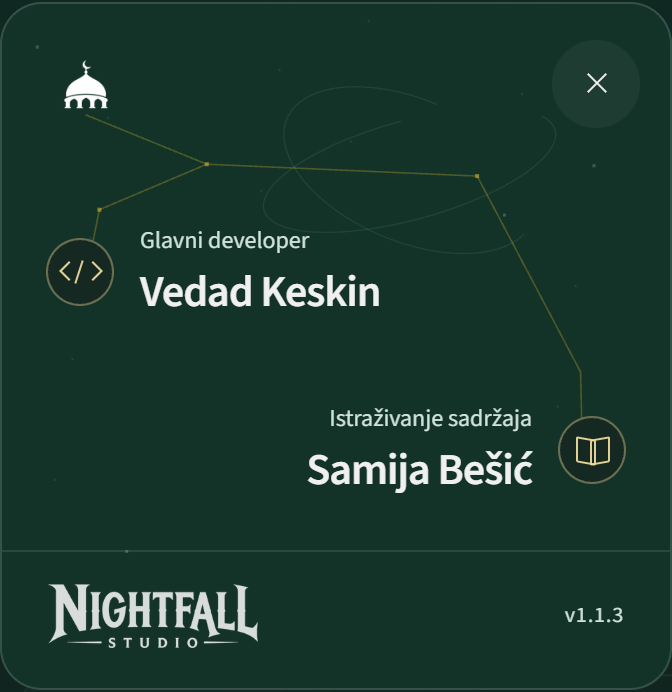 Glavni developer
Vedad Keskin
Istraživanje sadržaja
Samija Bešić
NIGHTFALL
STUDIO
v1.1.3